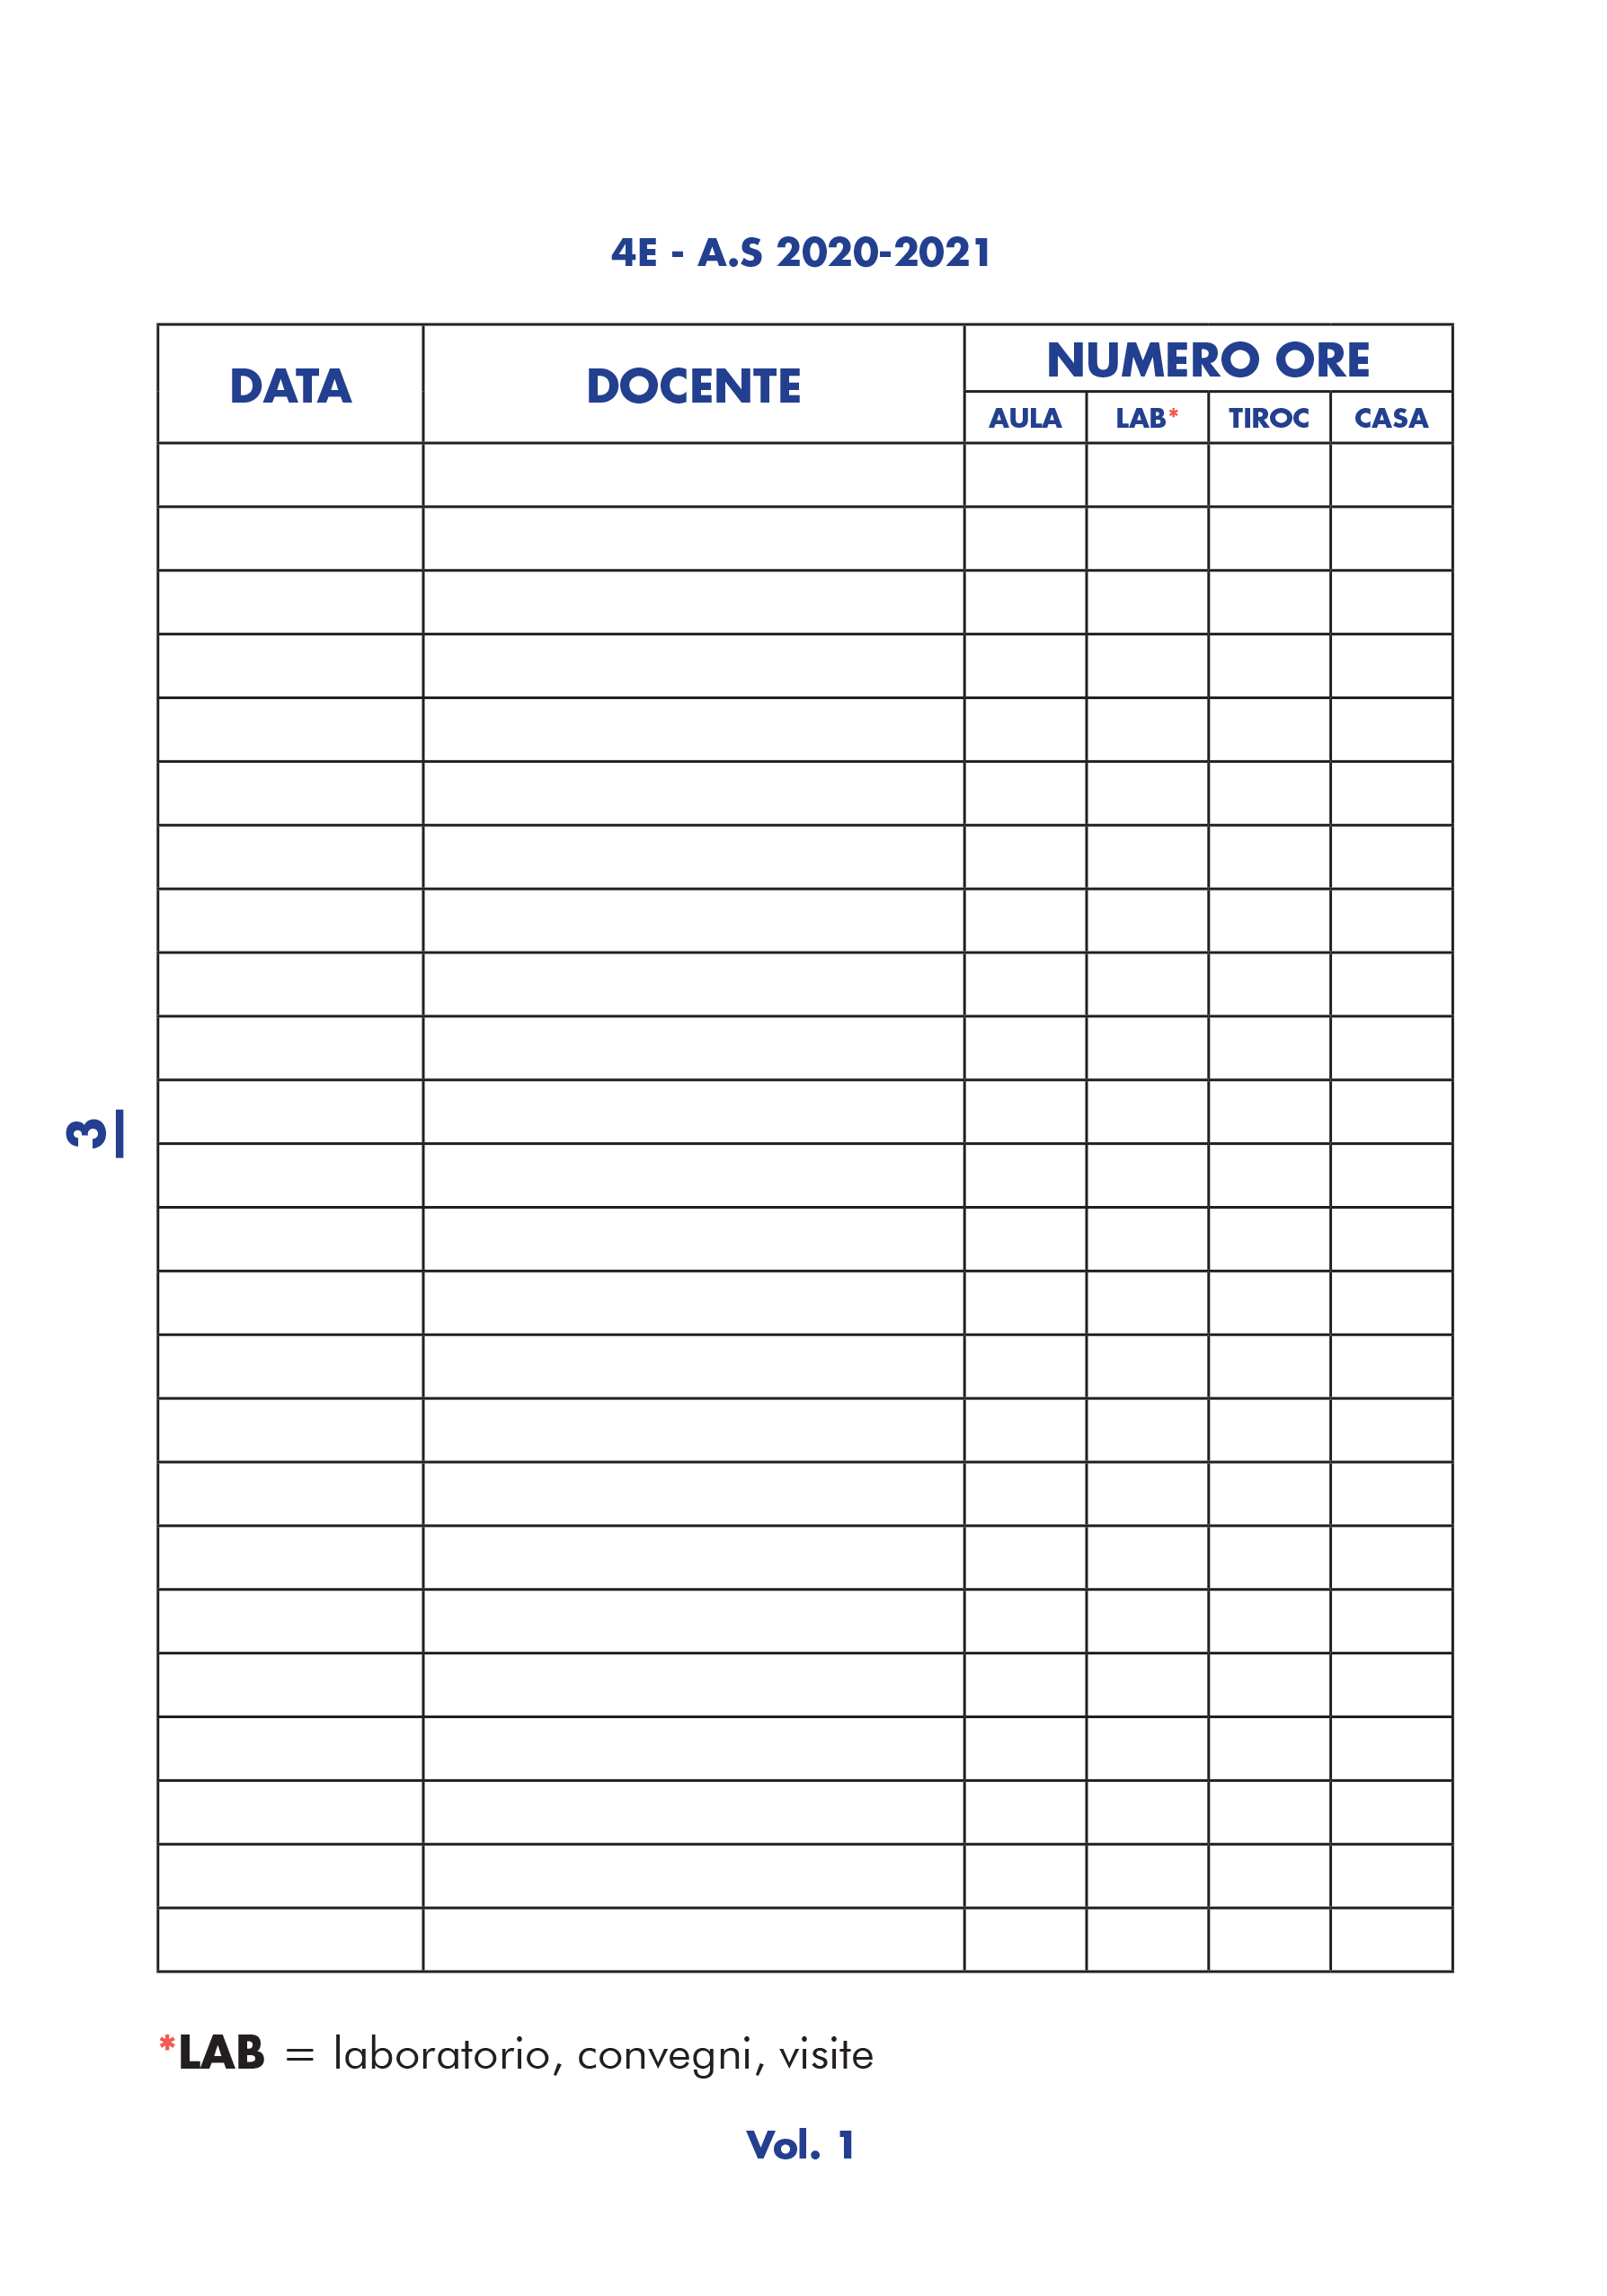 4E - A.S 2020-2021
DATA DOCENTE NUMERO ORE
AULA LAB* TIROC CASA
3
*LAB = laboratorio, convegni, visite
Vol. 1